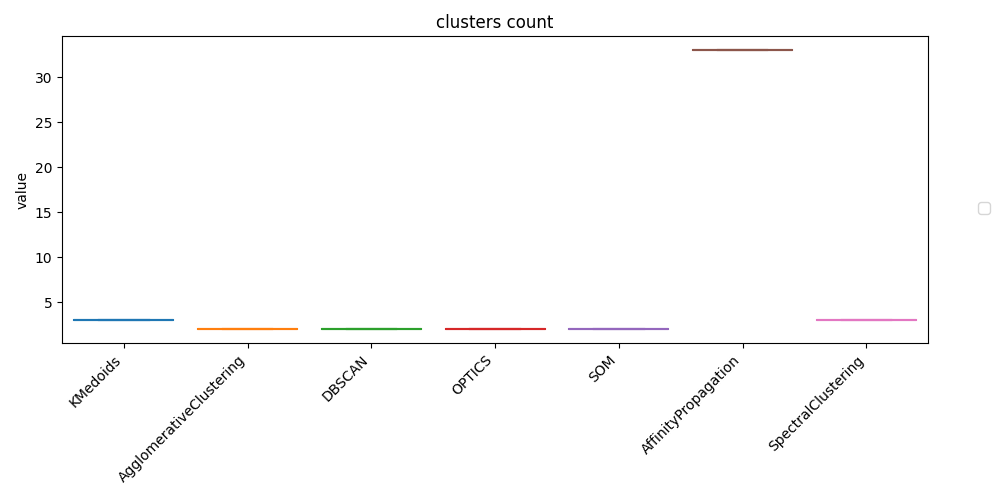 clusters count
value
30
25
20
15
10
5
KMedoids
AgglomerativeClustering
DBSCAN
OPTICS
SOM
AffinityPropagation
SpectralClustering